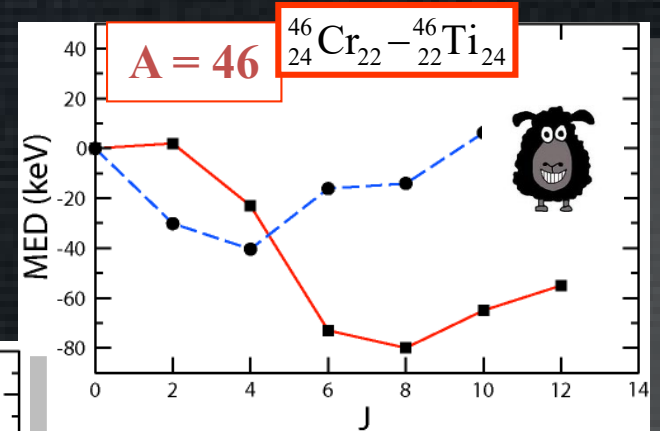 A = 46
⁴⁶₂₄Cr₂₂ – ⁴⁶₂₂Ti₂₄
MED (keV)
40
20
0
-20
-40
-60
-80
0 2 4 6 8 10 12 14
J